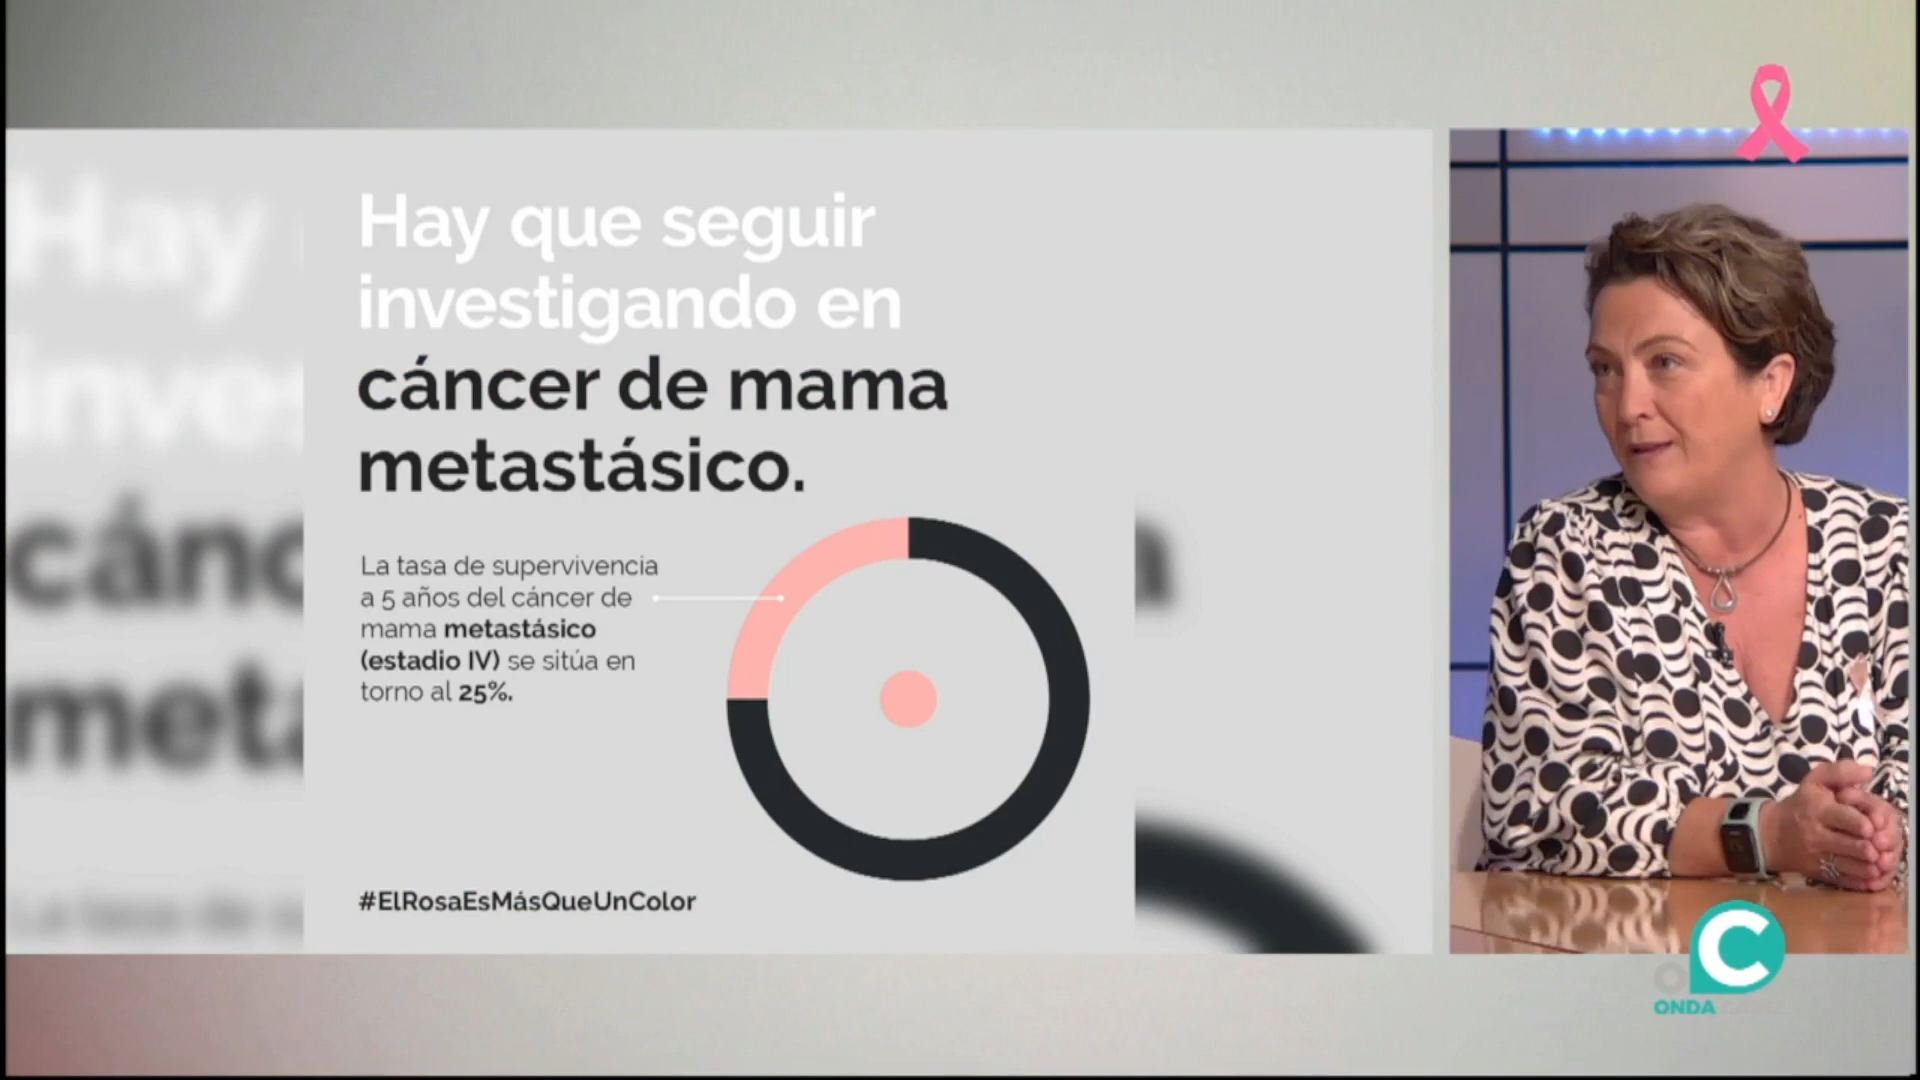 Hay que seguir
investigando en
cáncer de mama
metastásico.
La tasa de supervivencia
a 5 años del cáncer de
mama metastásico
(estadio IV) se sitúa en
torno al 25%.
#ElRosaEsMásQueUnColor
C
ONDA